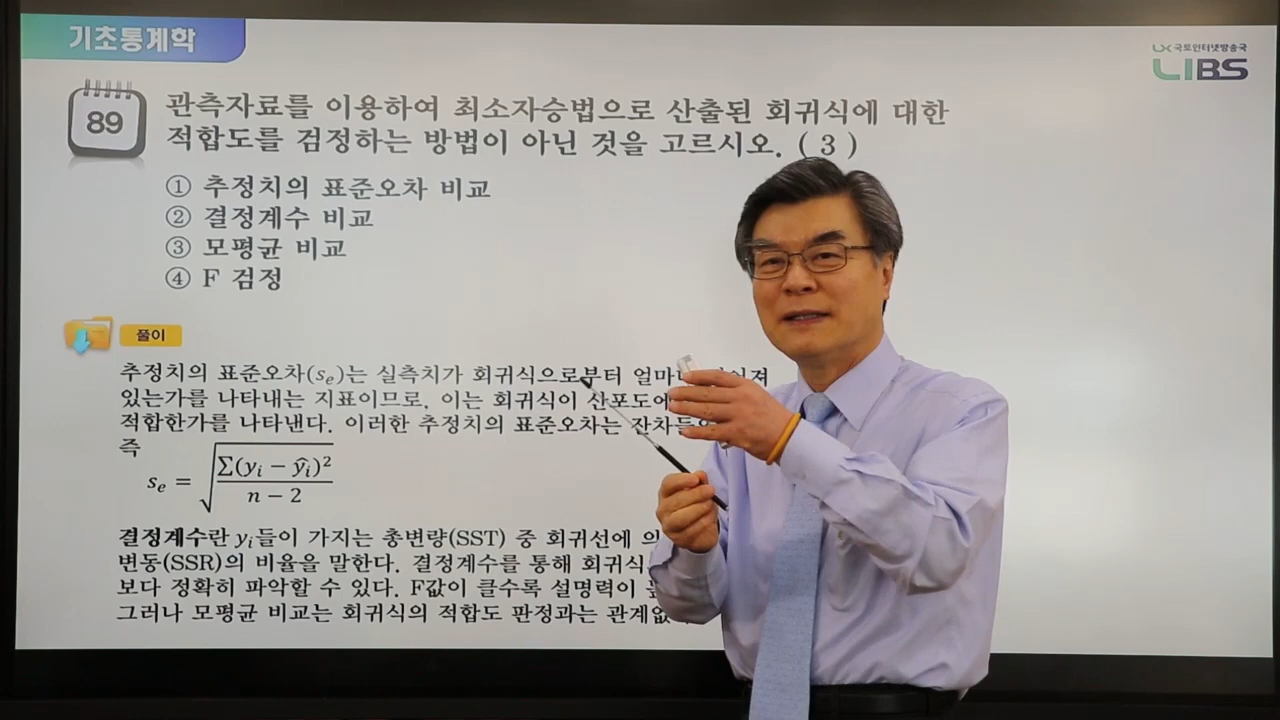 기초통계학
LX 국토인터넷방송국
LIBS
89
관측자료를 이용하여 최소자승법으로 산출된 회귀식에 대한
적합도를 검정하는 방법이 아닌 것을 고르시오. ( 3 )
① 추정치의 표준오차 비교
② 결정계수 비교
③ 모평균 비교
④ F 검정
풀이
추정치의 표준오차(sₑ)는 실측치가 회귀식으로부터
있는가를 나타내는 지표이므로, 이는 회귀식이 산포도에
적합한가를 나타낸다. 이러한 추정치의 표준오차는 잔차들의
즉
sₑ = √(∑(yᵢ − ŷᵢ)² / (n − 2))
결정계수란 yᵢ들이 가지는 총변량(SST) 중 회귀선에 의
변동(SSR)의 비율을 말한다. 결정계수를 통해
보다 정확히 파악할 수 있다. F값이 클수록 설명력이
그러나 모평균 비교는 회귀식의 적합도 판정과는